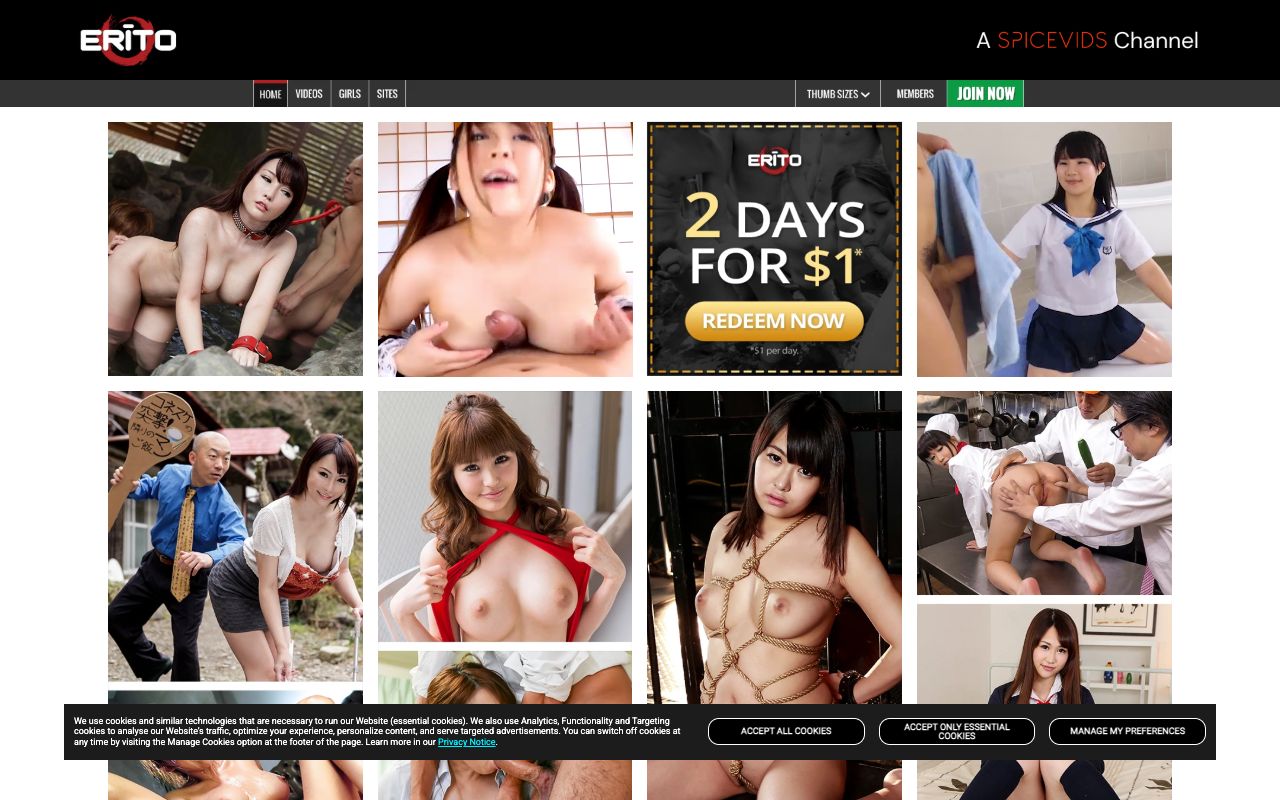 ERITO
A SPICEVIDS Channel
HOME
VIDEOS
GIRLS
SITES
THUMB SIZES
MEMBERS
JOIN NOW
ERITO
2 DAYS
FOR $1*
REDEEM NOW
*$1 per day.
We use cookies and similar technologies that are necessary to run our Website (essential cookies). We also use Analytics, Functionality and Targeting
cookies to analyse our Website's traffic, optimize your experience, personalize content, and serve targeted advertisements. You can switch off cookies at
any time by visiting the Manage Cookies option at the footer of the page. Learn more in our Privacy Notice.
ACCEPT ALL COOKIES
ACCEPT ONLY ESSENTIAL
COOKIES
MANAGE MY PREFERENCES